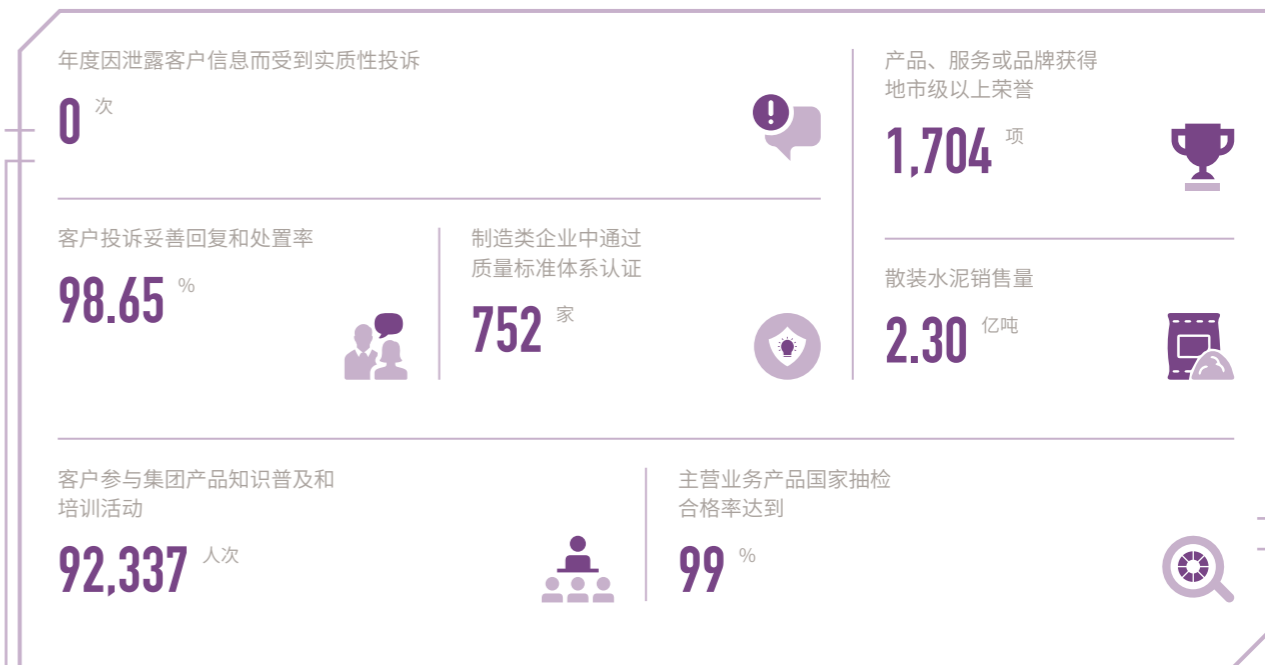 年度因泄露客户信息而受到实质性投诉
0 次
产品、服务或品牌获得
地市级以上荣誉
1,704 项
客户投诉妥善回复和处置率
98.65 %
制造类企业中通过
质量标准体系认证
752 家
散装水泥销售量
2.30 亿吨
客户参与集团产品知识普及和
培训活动
92,337 人次
主营业务产品国家抽检
合格率达到
99 %